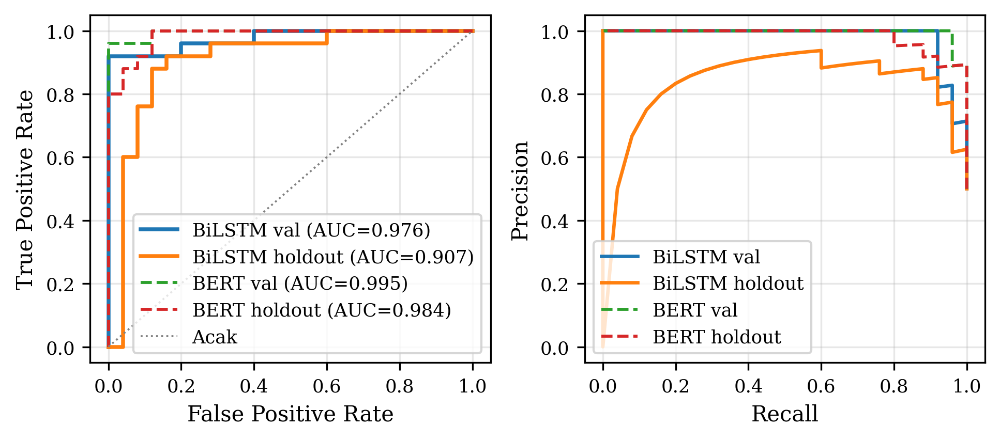 True Positive Rate
1.0
0.8
0.6
0.4
0.2
0.0
BiLSTM val (AUC=0.976)
BiLSTM holdout (AUC=0.907)
BERT val (AUC=0.995)
BERT holdout (AUC=0.984)
Acak
0.0 0.2 0.4 0.6 0.8 1.0
False Positive Rate
Precision
1.0
0.8
0.6
0.4
0.2
0.0
BiLSTM val
BiLSTM holdout
BERT val
BERT holdout
0.0 0.2 0.4 0.6 0.8 1.0
Recall